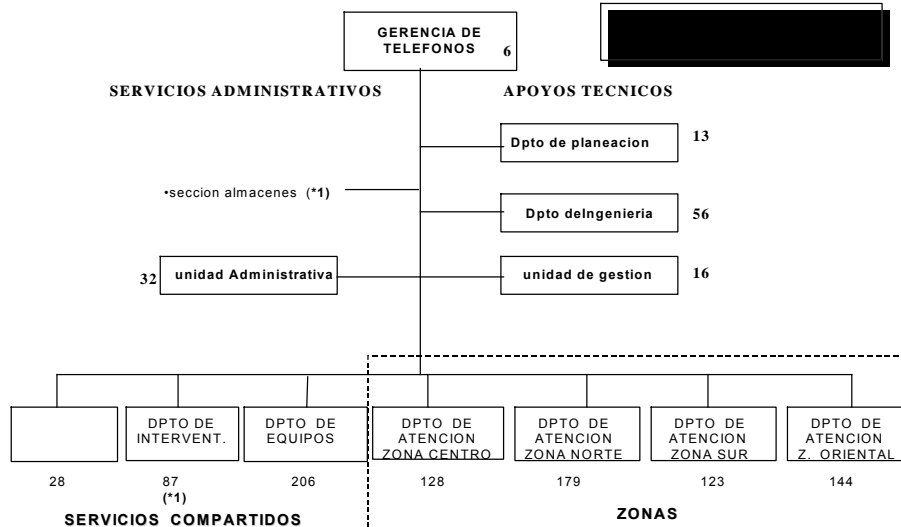 GERENCIA DE
TELEFONOS 6
SERVICIOS ADMINISTRATIVOS
APOYOS TECNICOS
Dpto de planeacion 13
•seccion almacenes (*1)
Dpto deIngenieria 56
32 unidad Administrativa
unidad de gestion 16
DPTO DE
INTERVENT.
DPTO DE
EQUIPOS
DPTO DE
ATENCION
ZONA CENTRO
DPTO DE
ATENCION
ZONA NORTE
DPTO DE
ATENCION
ZONA SUR
DPTO DE
ATENCION
Z. ORIENTAL
28 87 206 128 179 123 144
(*1)
SERVICIOS COMPARTIDOS
ZONAS